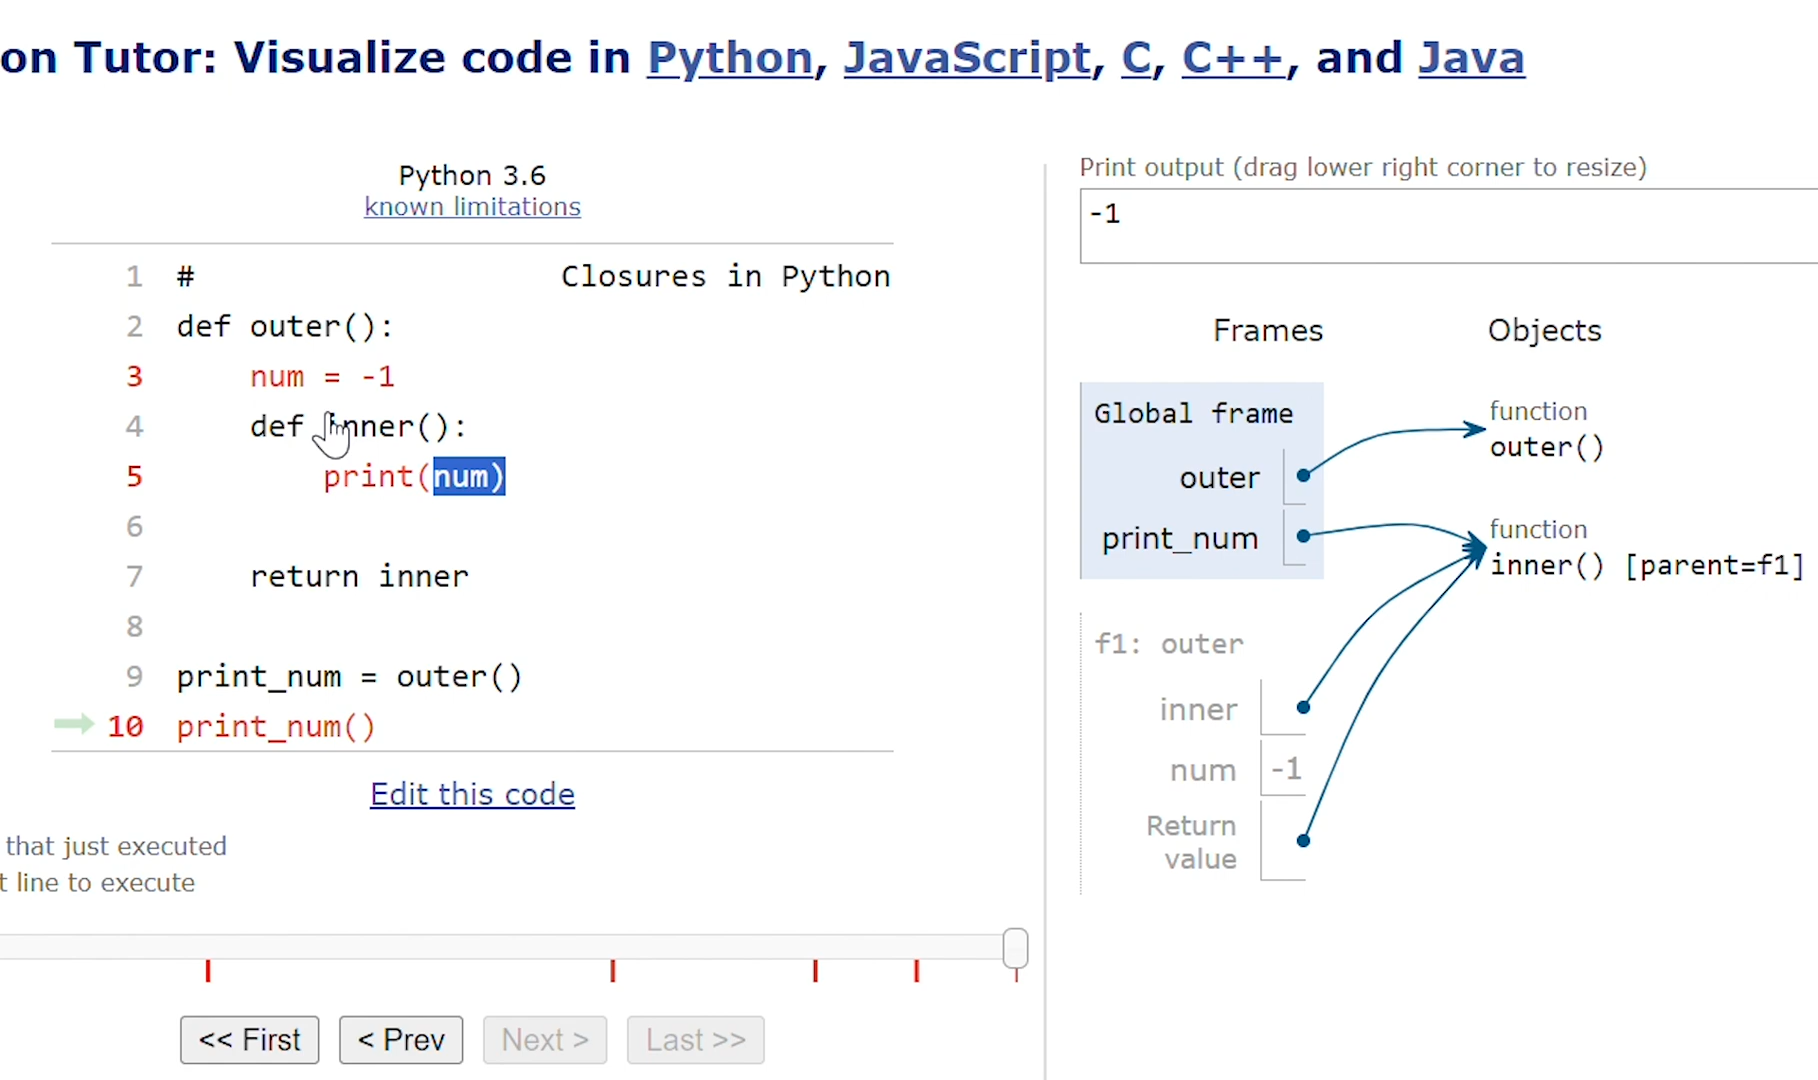 on Tutor: Visualize code in Python, JavaScript, C, C++, and Java
Python 3.6
known limitations
1 # Closures in Python
2 def outer():
3 num = -1
4 def inner():
5 print(num)
6
7 return inner
8
9 print_num = outer()
10 print_num()
Edit this code
that just executed
t line to execute
<< First
< Prev
Next >
Last >>
Print output (drag lower right corner to resize)
-1
Frames
Objects
Global frame
outer
print_num
function
outer()
function
inner() [parent=f1]
f1: outer
inner
num -1
Return
value